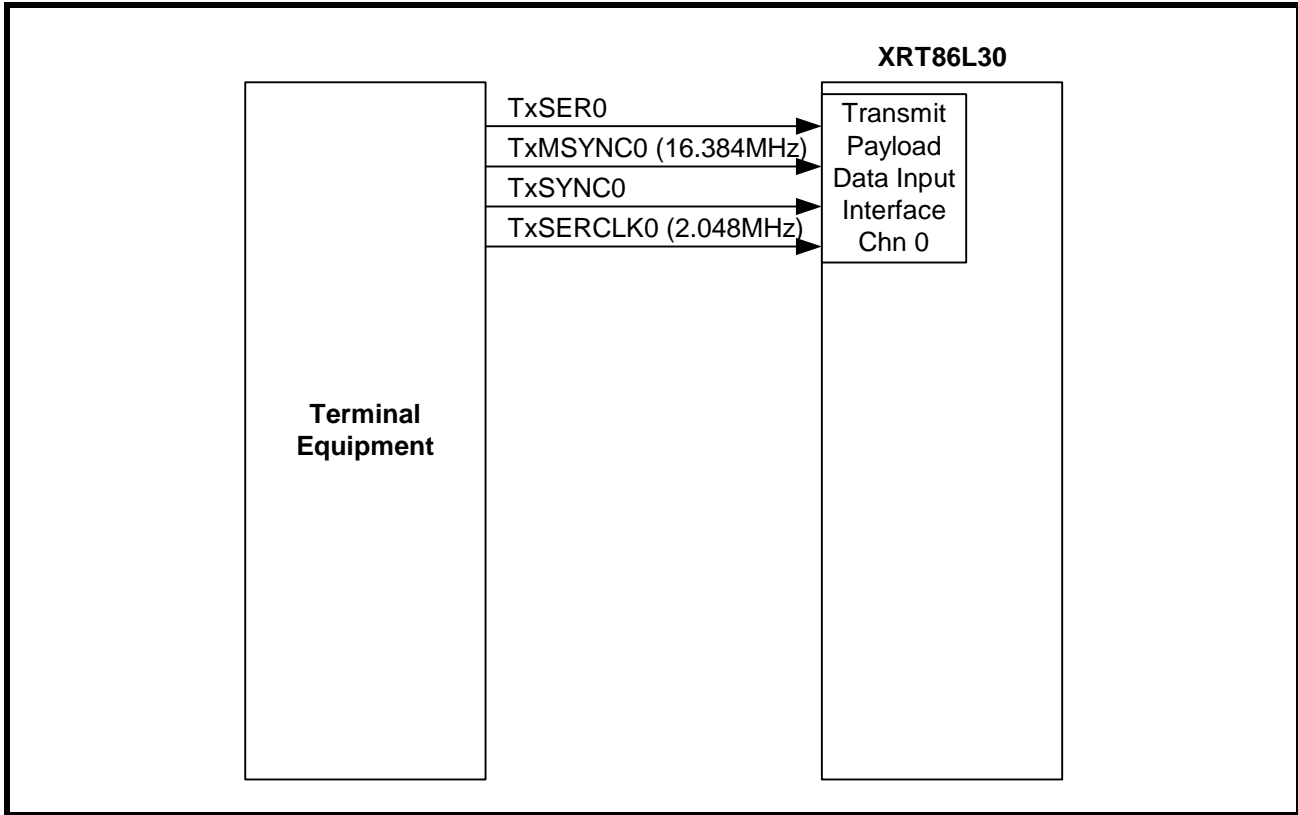 XRT86L30
TxSER0
TxMSYNC0 (16.384MHz)
TxSYNC0
TxSERCLK0 (2.048MHz)
Transmit
Payload
Data Input
Interface
Chn 0
Terminal
Equipment